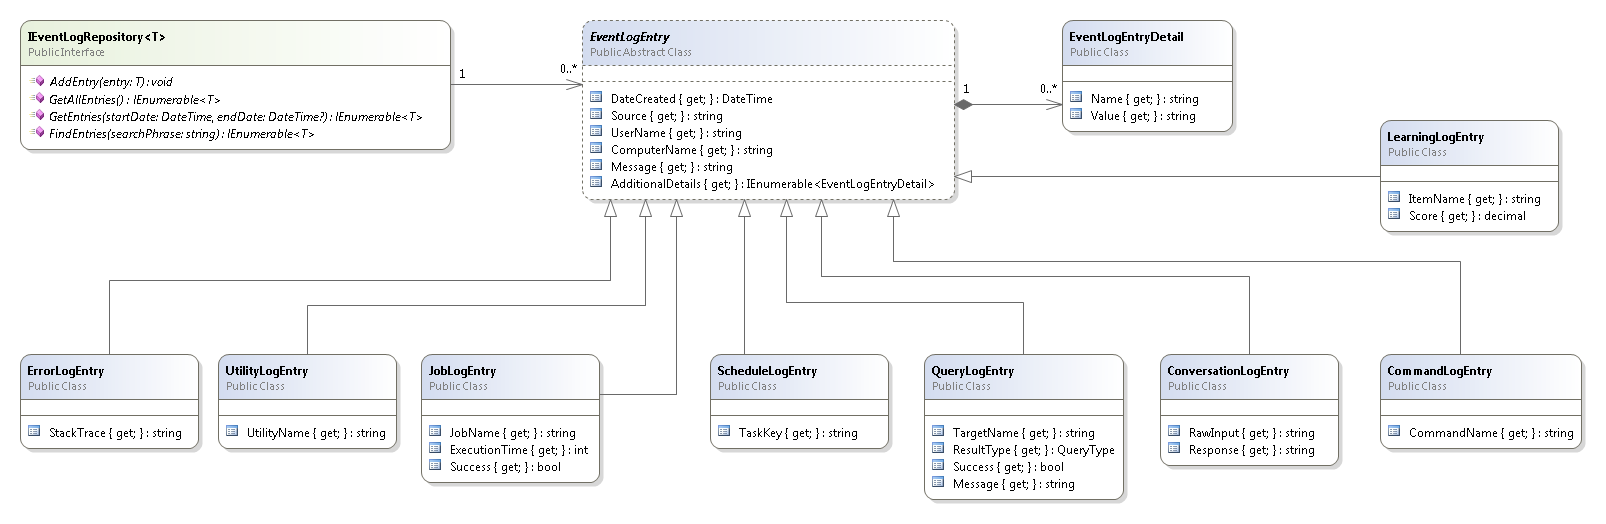 IEventLogRepository<T>
Public Interface
AddEntry(entry: T) : void
GetAllEntries() : IEnumerable<T>
GetEntries(startDate: DateTime, endDate: DateTime?) : IEnumerable<T>
FindEntries(searchPhrase: string) : IEnumerable<T>
1
0..*
EventLogEntry
Public Abstract Class
DateCreated { get; } : DateTime
Source { get; } : string
UserName { get; } : string
ComputerName { get; } : string
Message { get; } : string
AdditionalDetails { get; } : IEnumerable<EventLogEntryDetail>
1
0..*
EventLogEntryDetail
Public Class
Name { get; } : string
Value { get; } : string
LearningLogEntry
Public Class
ItemName { get; } : string
Score { get; } : decimal
ErrorLogEntry
Public Class
StackTrace { get; } : string
UtilityLogEntry
Public Class
UtilityName { get; } : string
JobLogEntry
Public Class
JobName { get; } : string
ExecutionTime { get; } : int
Success { get; } : bool
ScheduleLogEntry
Public Class
TaskKey { get; } : string
QueryLogEntry
Public Class
TargetName { get; } : string
ResultType { get; } : QueryType
Success { get; } : bool
Message { get; } : string
ConversationLogEntry
Public Class
RawInput { get; } : string
Response { get; } : string
CommandLogEntry
Public Class
CommandName { get; } : string